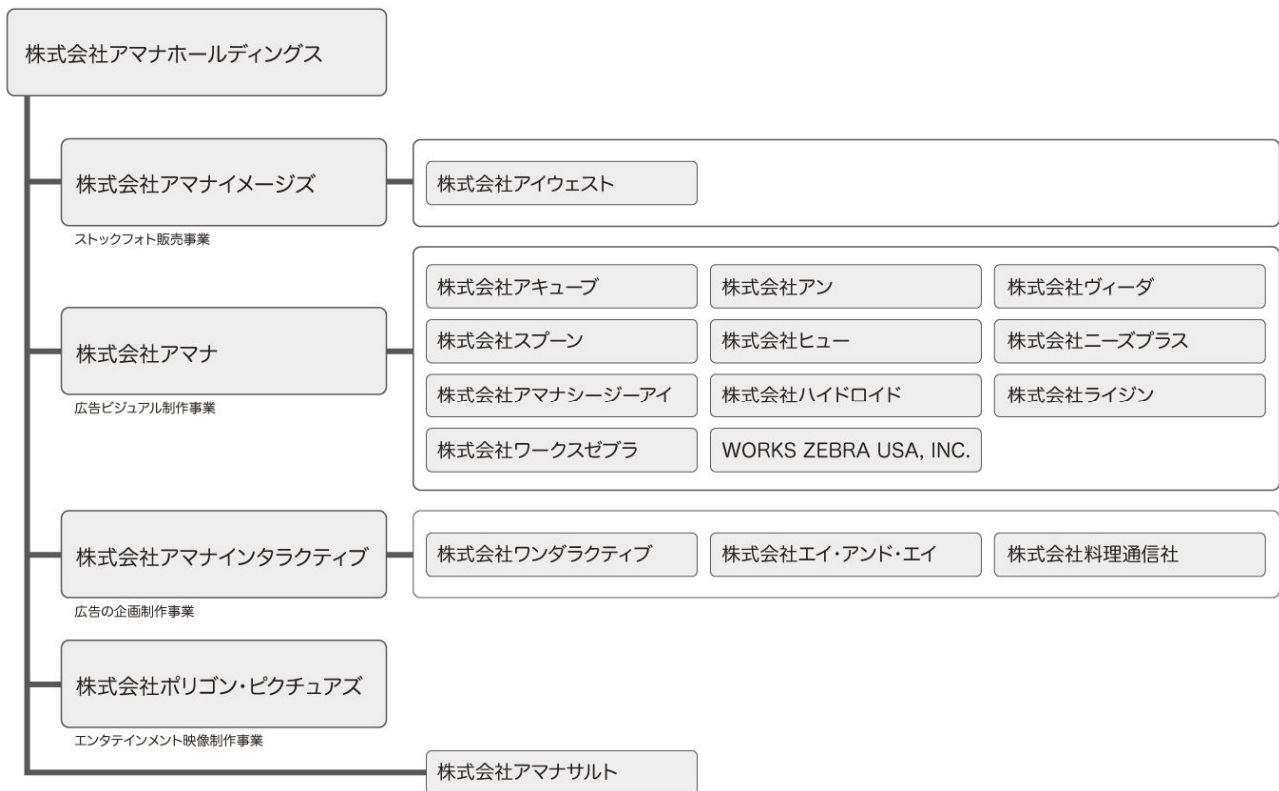 株式会社アマナホールディングス
株式会社アマナイメージズ
株式会社アイウェスト
ストックフォト販売事業
株式会社アマナ
広告ビジュアル制作事業
株式会社アキューブ
株式会社アン
株式会社ヴィーダ
株式会社スプーン
株式会社ヒュー
株式会社ニーズプラス
株式会社アマナシージーアイ
株式会社ハイドロイド
株式会社ライジン
株式会社ワークスゼブラ
WORKS ZEBRA USA, INC.
株式会社アマナインタラクティブ
広告の企画制作事業
株式会社ワンダラクティブ
株式会社エイ・アンド・エイ
株式会社料理通信社
株式会社ポリゴン・ピクチュアズ
エンタテインメント映像制作事業
株式会社アマナサルト